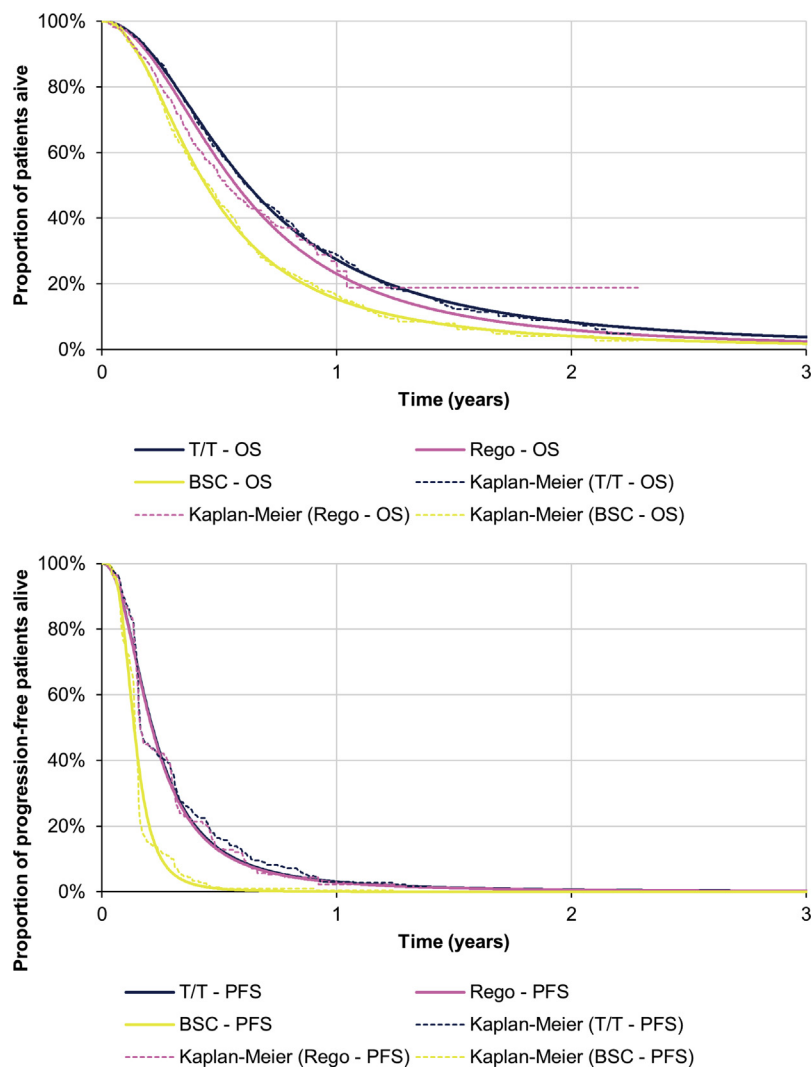 100%
80%
60%
40%
20%
0%
Proportion of patients aive
0 1 2 3
Time (years)
T/T - OS Rego - OS
BSC - OS Kaplan-Meier (T/T - OS)
Kaplan-Meier (Rego - OS) Kaplan-Meier (BSC - OS)
100%
80%
60%
40%
20%
0%
Proportion of progression-free patients alive
0 1 2 3
Time (years)
T/T - PFS Rego - PFS
BSC - PFS Kaplan-Meier (T/T - PFS)
Kaplan-Meier (Rego - PFS) Kaplan-Meier (BSC - PFS)